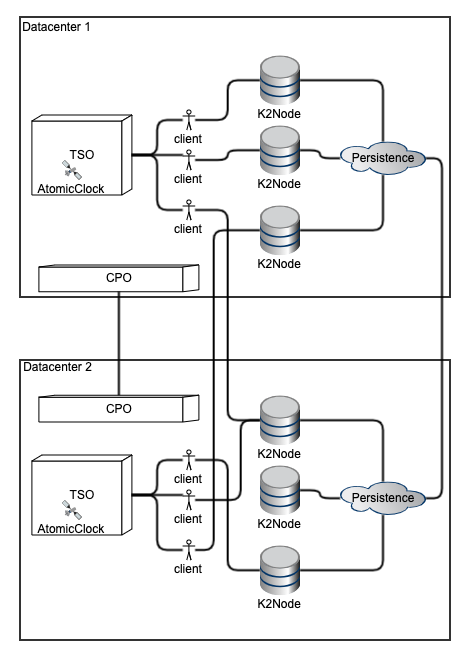 Datacenter 1
K2Node
client
TSO
AtomicClock
client
K2Node
Persistence
client
K2Node
CPO
Datacenter 2
CPO
K2Node
client
TSO
AtomicClock
client
K2Node
Persistence
client
K2Node